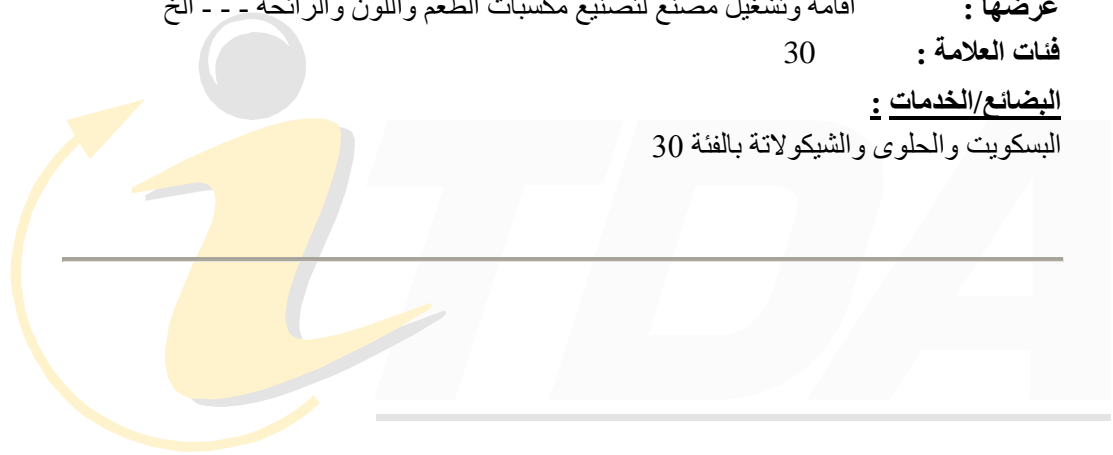 غرضها : اقامة وتشغيل مصنع لتصنيع مكسبات الطعم واللون والرائحة - - - الخ
فئات العلامة : 30
البضائع/الخدمات :
البسكويت والحلوى والشيكولاتة بالفئة 30
iTDA